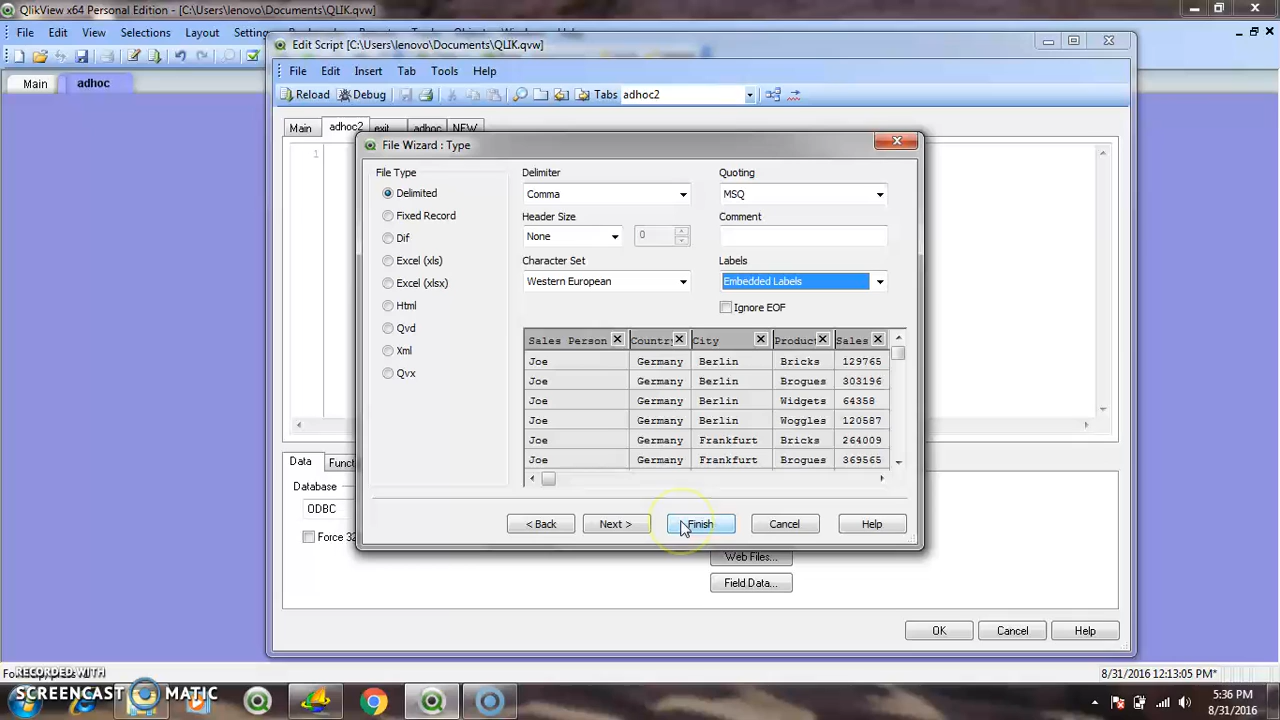 QlikView x64 Personal Edition - [C:\Users\lenovo\Documents\QLIK.qvw]
File Edit View Selections Layout
Main adhoc
Edit Script [C:\Users\lenovo\Documents\QLIK.qvw]
File Edit Insert Tab Tools Help
Reload Debug Tabs adhoc2
Main adhoc2 exit adhoc NEW
1
File Wizard : Type
File Type
Delimited
Fixed Record
Dif
Excel (xls)
Excel (xlsx)
Html
Qvd
Xml
Qvx
Delimiter Quoting
Comma MSQ
Header Size Comment
None 0
Character Set Labels
Western European Embedded Labels
Ignore EOF
Sales Person Country City Produc Sales
Joe Germany Berlin Bricks 129765
Joe Germany Berlin Brogues 303196
Joe Germany Berlin Widgets 64358
Joe Germany Berlin Woggles 120587
Joe Germany Frankfurt Bricks 264009
Joe Germany Frankfurt Brogues 369565
< Back Next > Finish Cancel Help
Data Funct
Database
ODBC
Force 32
Web Files...
Field Data...
OK Cancel Help
8/31/2016 12:13:05 PM*
RECORDED WITH
SCREENCAST MATIC
5:36 PM
8/31/2016